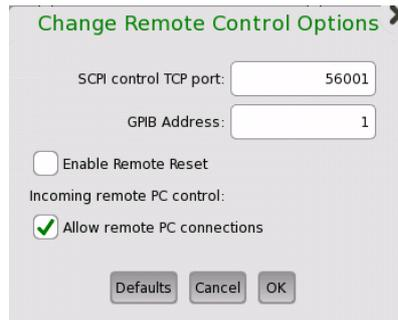 Change Remote Control Options
SCPI control TCP port: 56001
GPIB Address: 1
Enable Remote Reset
Incoming remote PC control:
Allow remote PC connections
Defaults Cancel OK